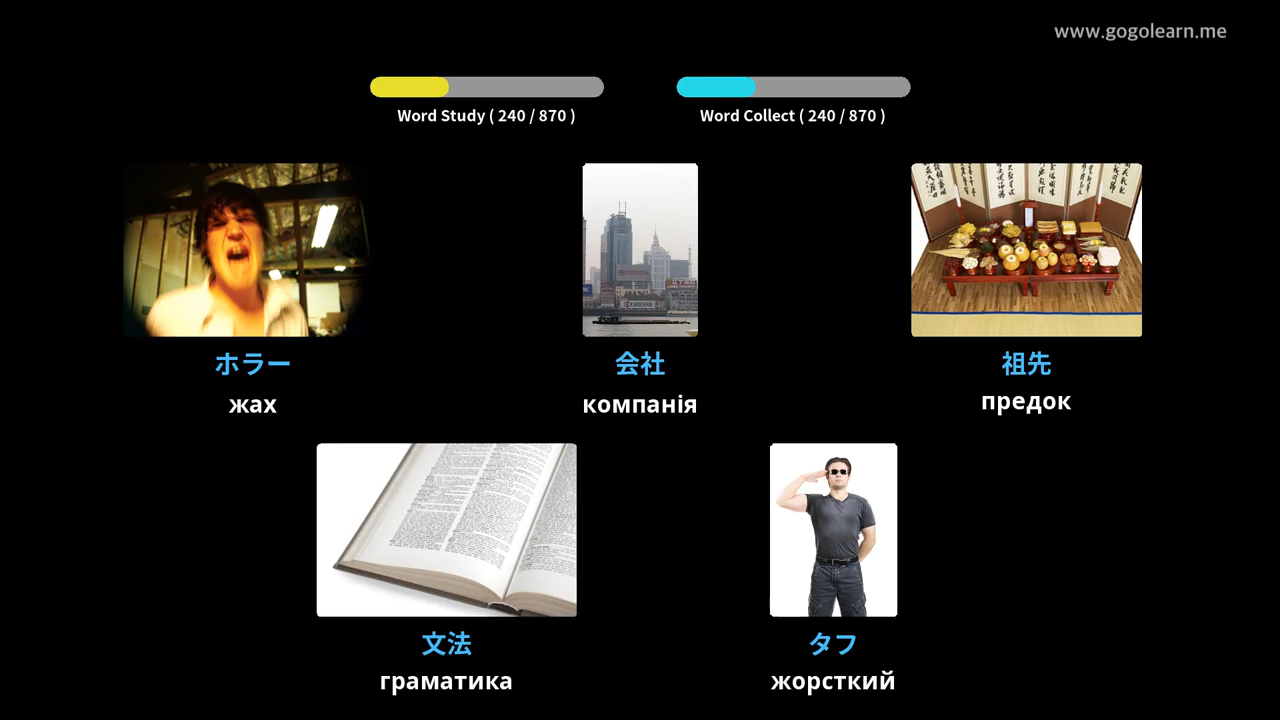 www.gogolearn.me
Word Study ( 240 / 870 )
Word Collect ( 240 / 870 )
ホラー
жах
会社
компанія
祖先
предок
TOYOTA
文法
граматика
タフ
жорсткий